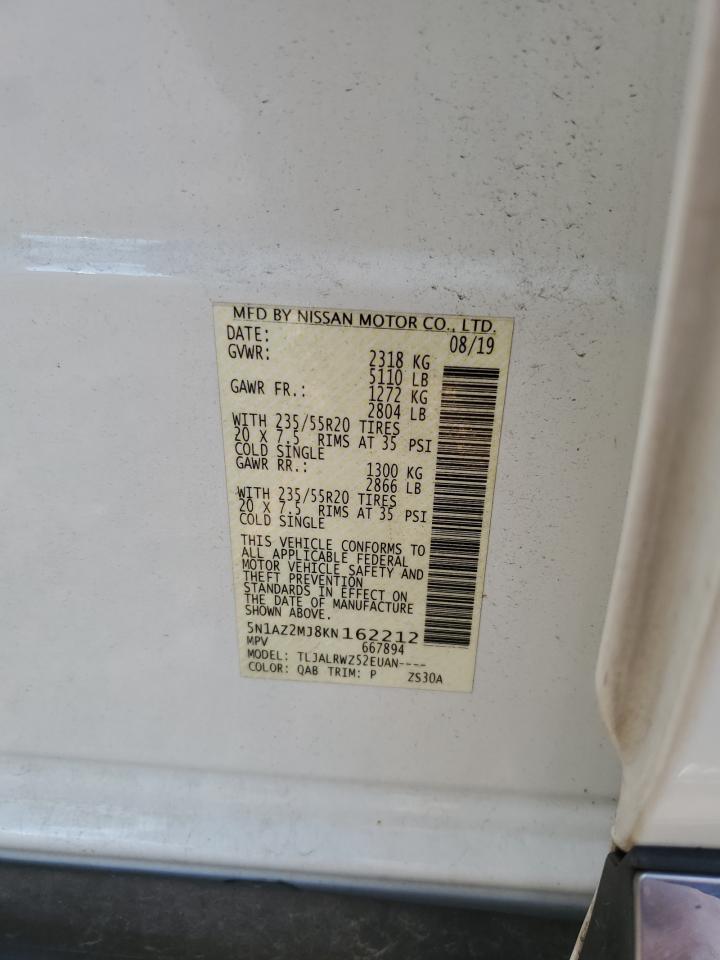 MFD BY NISSAN MOTOR CO., LTD.
DATE: 08/19
GVWR: 2318 KG
5110 LB
GAWR FR.: 1272 KG
2804 LB
WITH 235/55R20 TIRES
20 X 7.5 RIMS AT 35 PSI
COLD SINGLE
GAWR RR.: 1300 KG
2866 LB
WITH 235/55R20 TIRES
20 X 7.5 RIMS AT 35 PSI
COLD SINGLE
THIS VEHICLE CONFORMS TO
ALL APPLICABLE FEDERAL
MOTOR VEHICLE SAFETY AND
THEFT PREVENTION
STANDARDS IN EFFECT ON
THE DATE OF MANUFACTURE
SHOWN ABOVE.
5N1AZ2MJ8KN162212
MPV 667894
MODEL: TLJALRWZ52EUAN----
COLOR: QAB TRIM: P ZS30A